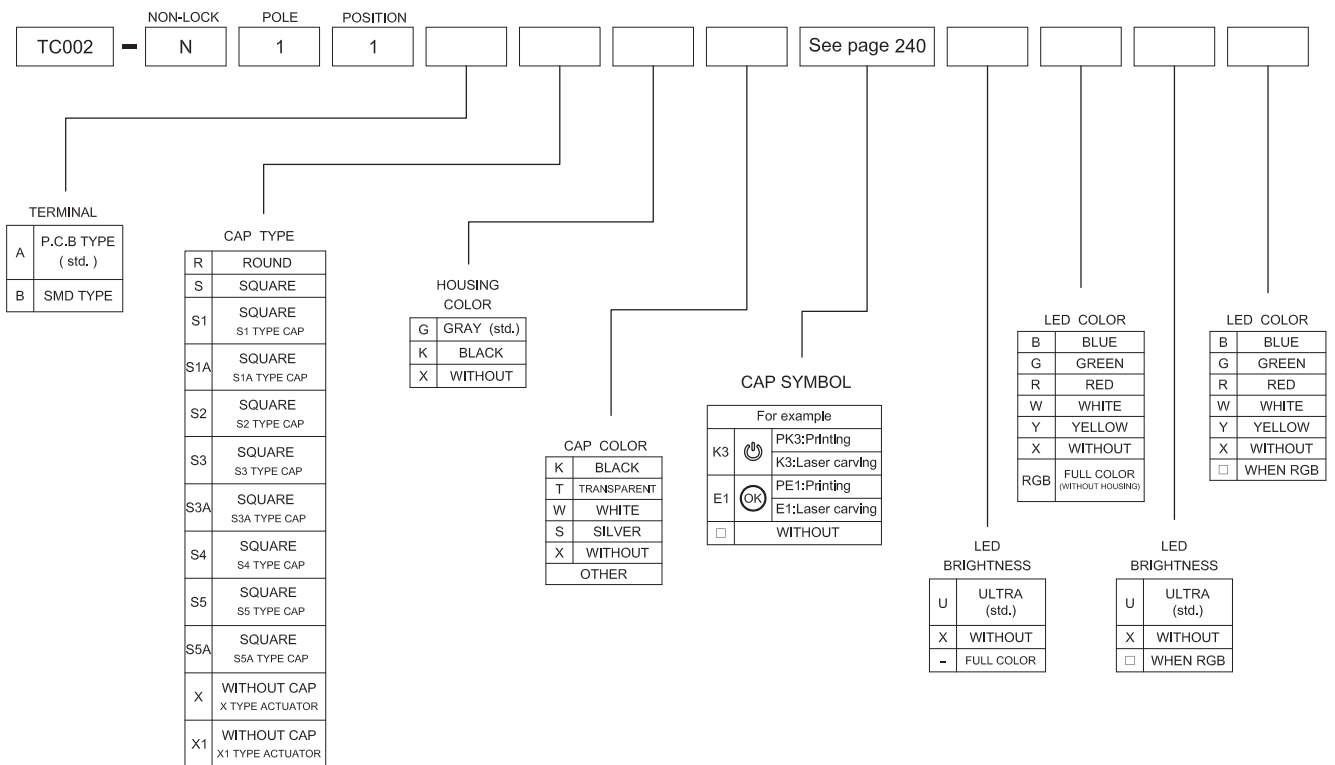 NON-LOCK POLE POSITION
TC002 - N 1 1 See page 240
TERMINAL
A P.C.B TYPE
( std. )
B SMD TYPE
CAP TYPE
R ROUND
S SQUARE
S1 SQUARE
S1 TYPE CAP
S1A SQUARE
S1A TYPE CAP
S2 SQUARE
S2 TYPE CAP
S3 SQUARE
S3 TYPE CAP
S3A SQUARE
S3A TYPE CAP
S4 SQUARE
S4 TYPE CAP
S5 SQUARE
S5 TYPE CAP
S5A SQUARE
S5A TYPE CAP
X WITHOUT CAP
X TYPE ACTUATOR
X1 WITHOUT CAP
X1 TYPE ACTUATOR
HOUSING
COLOR
G GRAY (std.)
K BLACK
X WITHOUT
CAP COLOR
K BLACK
T TRANSPARENT
W WHITE
S SILVER
X WITHOUT
OTHER
CAP SYMBOL
For example
K3 PK3:Printing
K3:Laser carving
E1 OK PE1:Printing
E1:Laser carving
□ WITHOUT
LED
BRIGHTNESS
U ULTRA
(std.)
X WITHOUT
- FULL COLOR
LED COLOR
B BLUE
G GREEN
R RED
W WHITE
Y YELLOW
X WITHOUT
RGB FULL COLOR
(WITHOUT HOUSING)
LED
BRIGHTNESS
U ULTRA
(std.)
X WITHOUT
□ WHEN RGB
LED COLOR
B BLUE
G GREEN
R RED
W WHITE
Y YELLOW
X WITHOUT
□ WHEN RGB